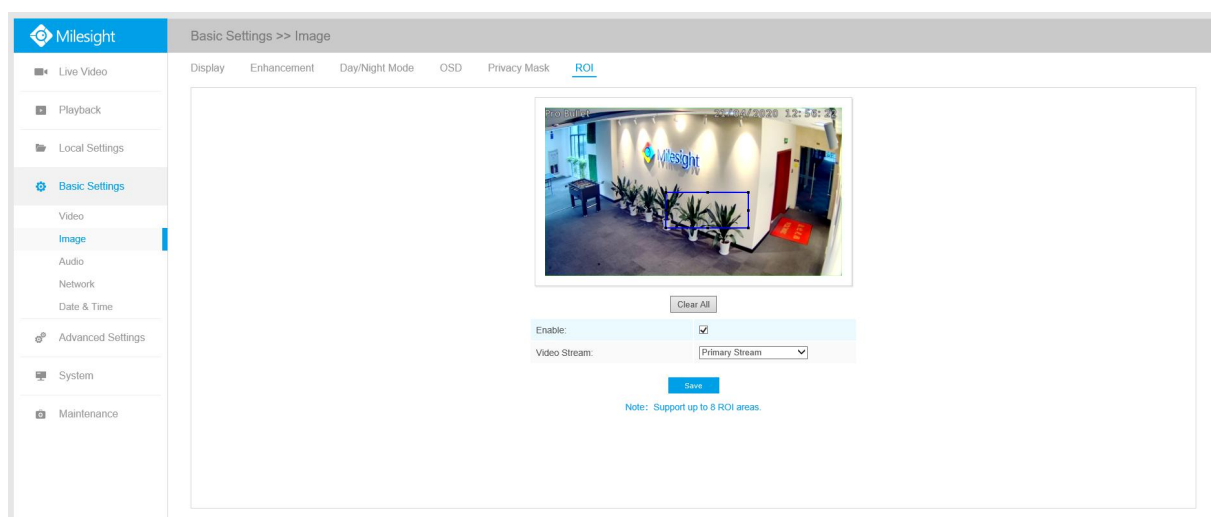 Milesight
Basic Settings >> Image
Live Video
Playback
Local Settings
Basic Settings
Video
Image
Audio
Network
Date & Time
Advanced Settings
System
Maintenance
Display Enhancement Day/Night Mode OSD Privacy Mask ROI
Pro Bullet
Milesight
Clear All
Enable:
Video Stream: Primary Stream
Save
Note: Support up to 8 ROI areas.